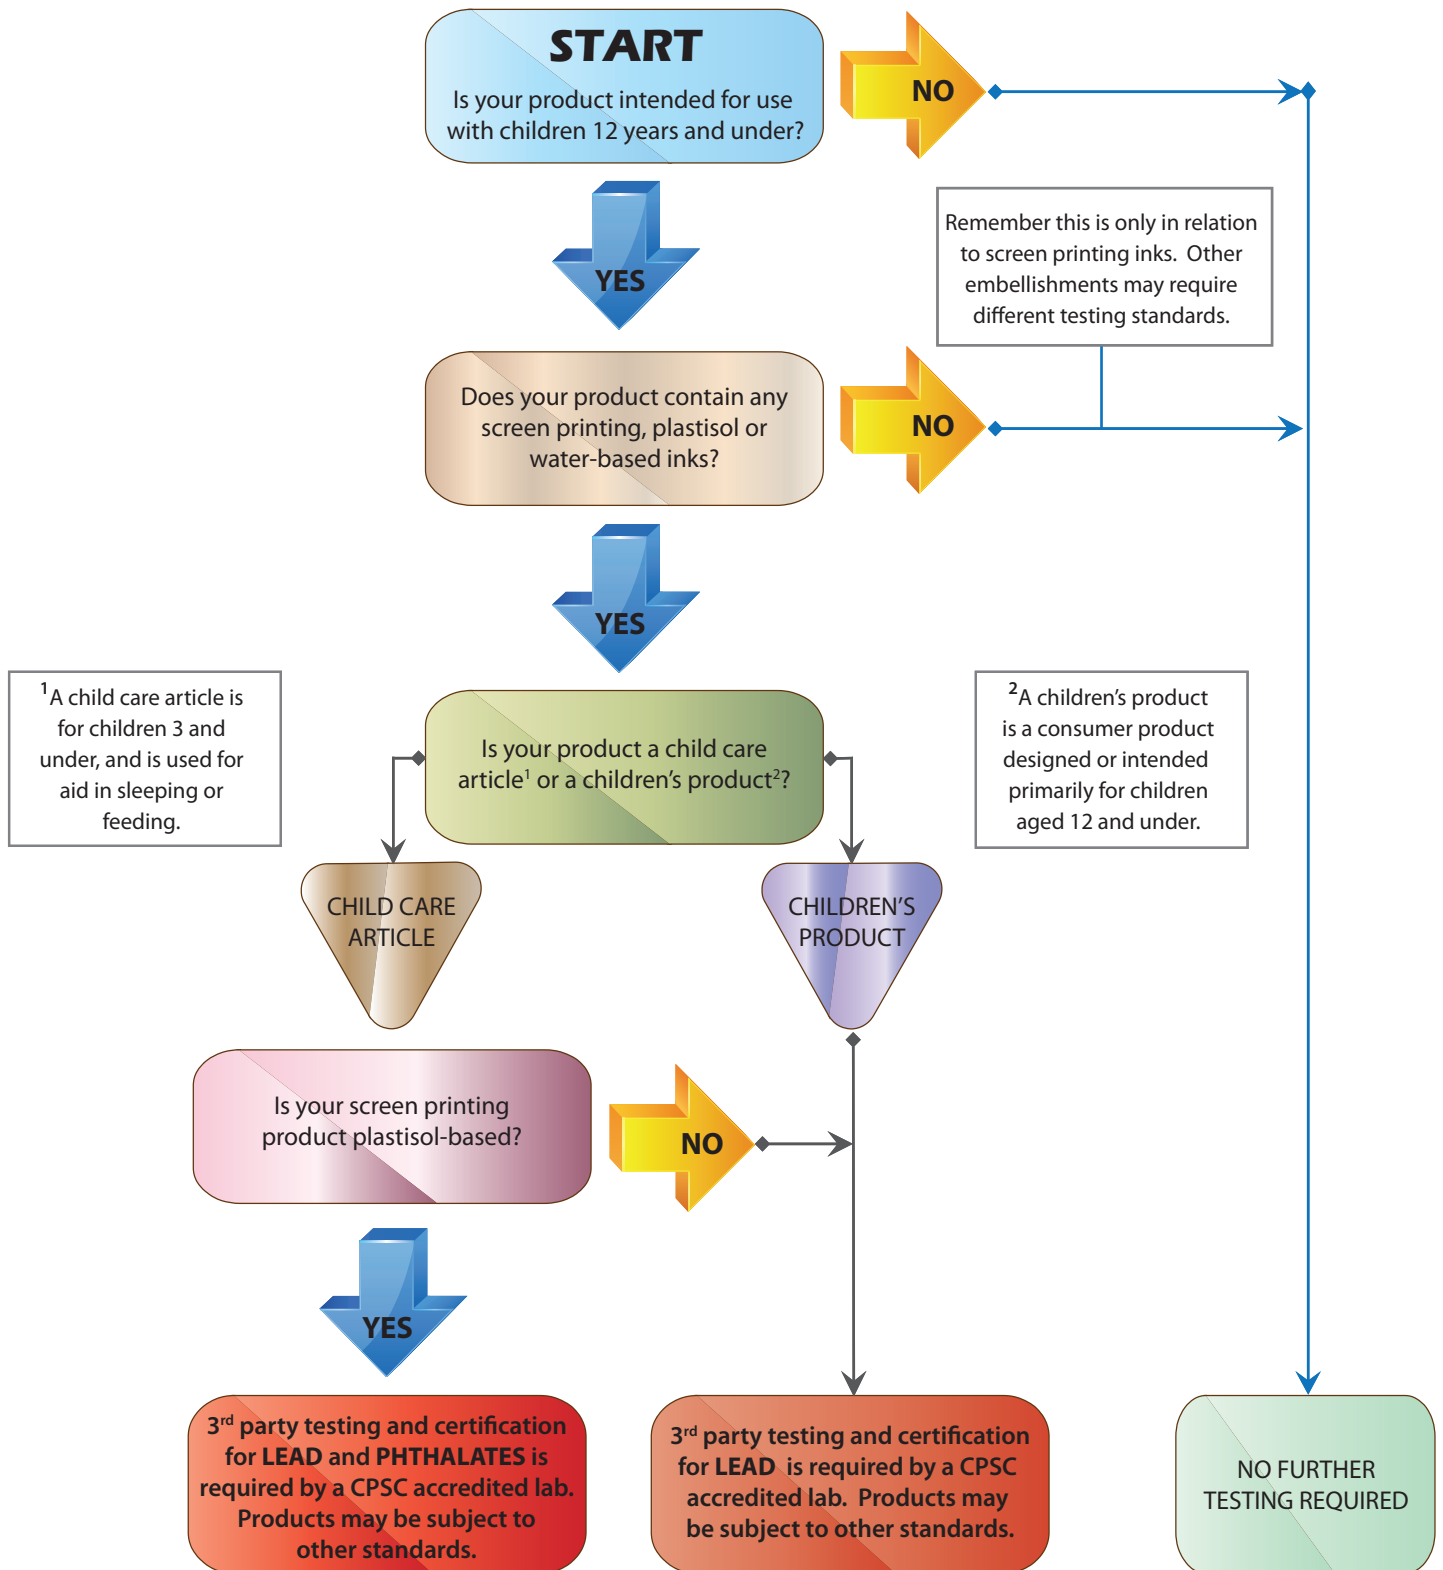 START
Is your product intended for use
with children 12 years and under?
NO
YES
Remember this is only in relation
to screen printing inks.  Other
embellishments may require
different testing standards.
Does your product contain any
screen printing, plastisol or
water-based inks?
NO
YES
¹A child care article is
for children 3 and
under, and is used for
aid in sleeping or
feeding.
Is your product a child care
article¹ or a children's product²?
²A children's product
is a consumer product
designed or intended
primarily for children
aged 12 and under.
CHILD CARE
ARTICLE
CHILDREN'S
PRODUCT
Is your screen printing
product plastisol-based?
NO
YES
3rd party testing and certification
for LEAD and PHTHALATES is
required by a CPSC accredited lab.
Products may be subject to
other standards.
3rd party testing and certification
for LEAD  is required by a CPSC
accredited lab.  Products may
be subject to other standards.
NO FURTHER
TESTING REQUIRED